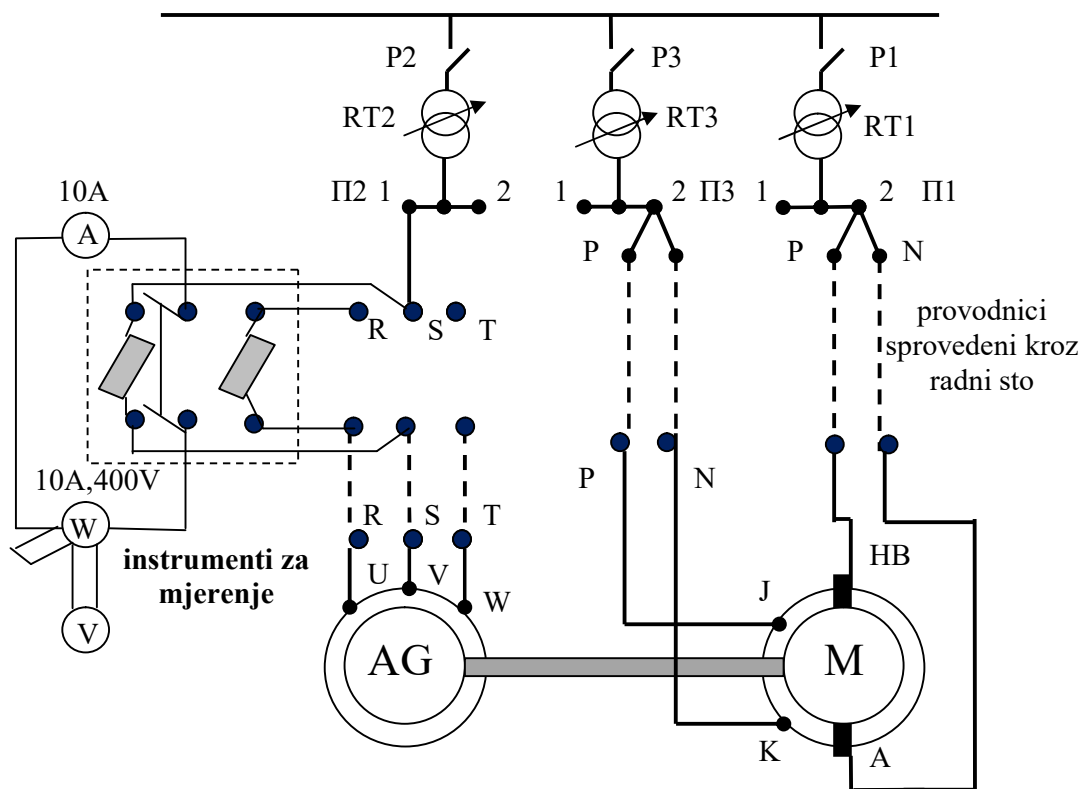 P2
P3
P1
RT2
RT3
RT1
10A
П2 1 2
1 2 П3
1 2 П1
A
P
P N
R S T
provodnici
sprovedeni kroz
radni sto
10A,400V
P N
W
R S T
instrumenti za
mjerenje
U V
HB
J
W
V
AG
M
K
A